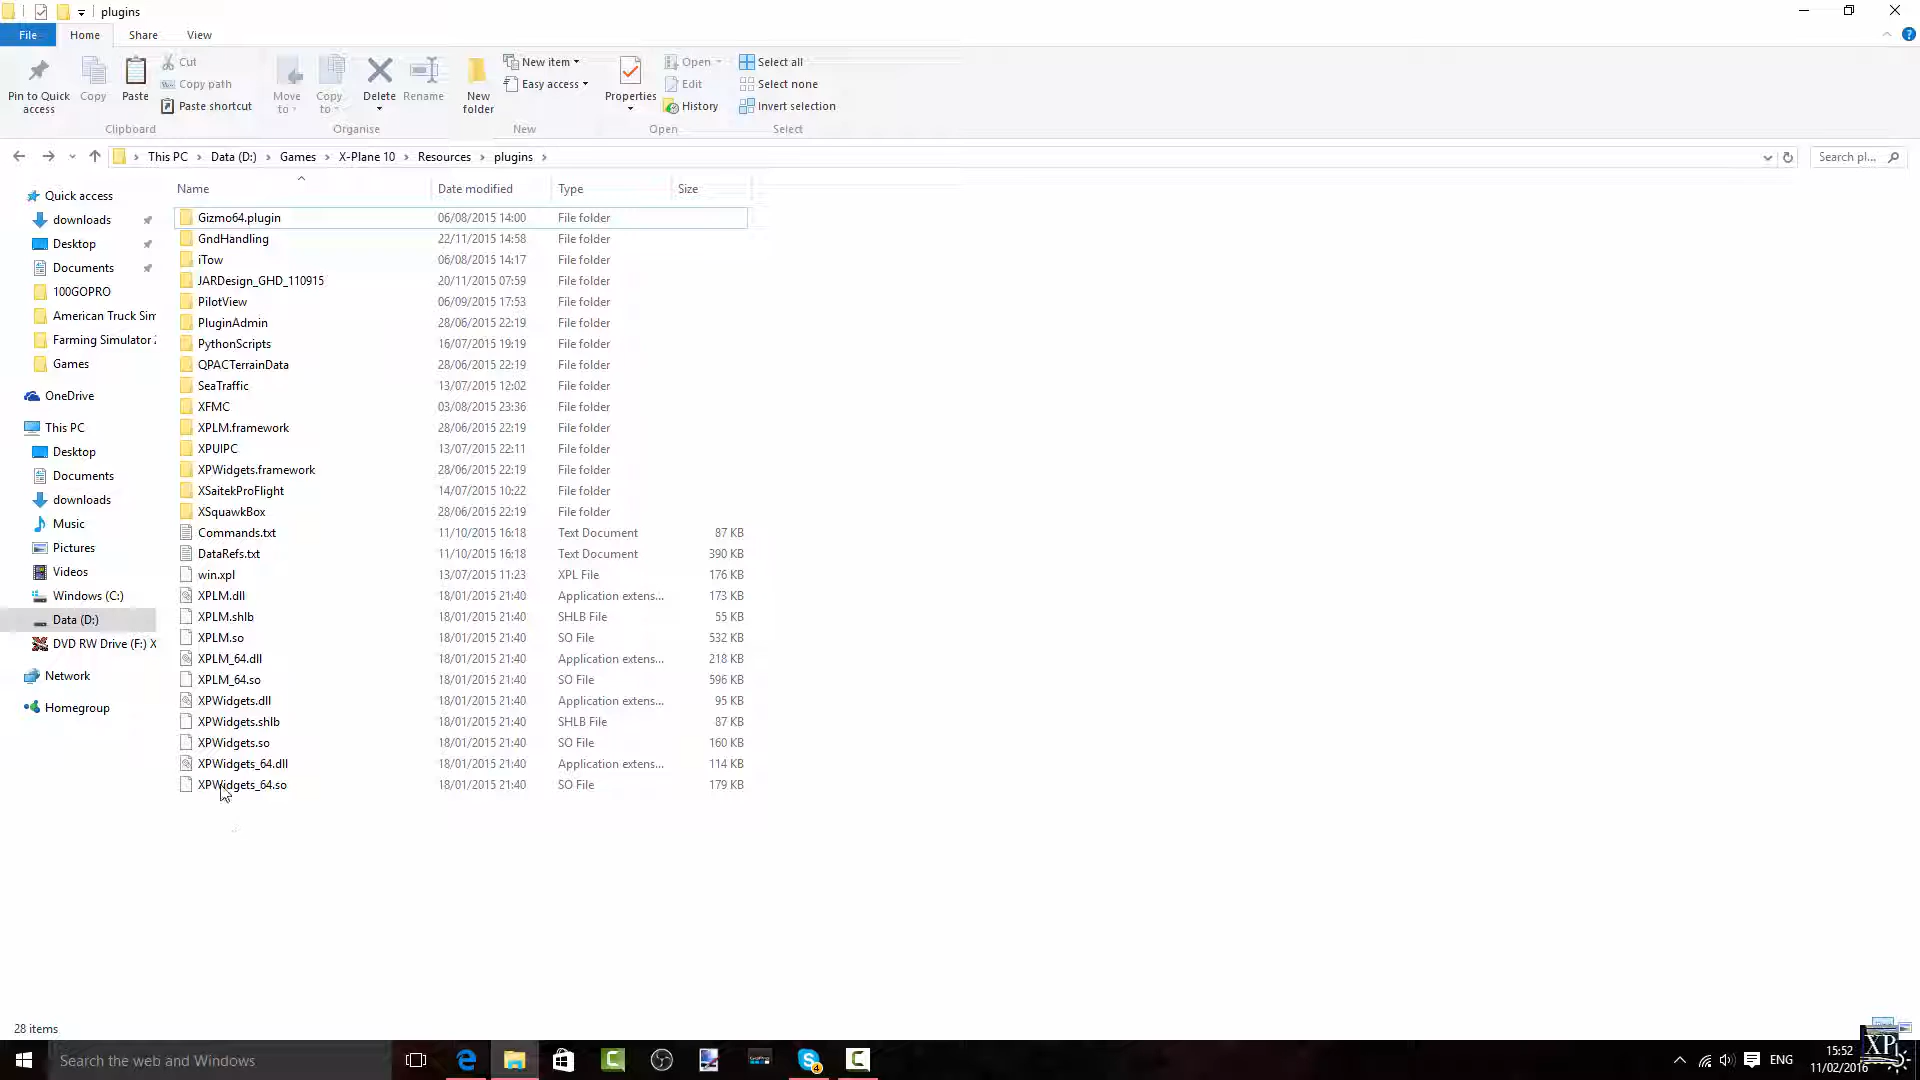 plugins
File Home Share View
Pin to Quick access
Copy
Paste
Cut
Copy path
Paste shortcut
Clipboard
Move to
Copy to
Delete
Rename
Organise
New folder
New item
Easy access
New
Properties
Open
Edit
History
Open
Select all
Select none
Invert selection
Select
This PC Data (D:) Games X-Plane 10 Resources plugins
Search pl...
Name Date modified Type Size
Quick access
downloads
Desktop
Documents
100GOPRO
American Truck Sim
Farming Simulator
Games
OneDrive
This PC
Desktop
Documents
downloads
Music
Pictures
Videos
Windows (C:)
Data (D:)
DVD RW Drive (F:) X
Network
Homegroup
Gizmo64.plugin 06/08/2015 14:00 File folder
GndHandling 22/11/2015 14:58 File folder
iTow 06/08/2015 14:17 File folder
JARDesign_GHD_110915 20/11/2015 07:59 File folder
PilotView 06/09/2015 17:53 File folder
PluginAdmin 28/06/2015 22:19 File folder
PythonScripts 16/07/2015 19:19 File folder
QPACTerrainData 28/06/2015 22:19 File folder
SeaTraffic 13/07/2015 12:02 File folder
XFMC 03/08/2015 23:36 File folder
XPLM.framework 28/06/2015 22:19 File folder
XPUIPC 13/07/2015 22:11 File folder
XPWidgets.framework 28/06/2015 22:19 File folder
XSaitekProFlight 14/07/2015 10:22 File folder
XSquawkBox 28/06/2015 22:19 File folder
Commands.txt 11/10/2015 16:18 Text Document 87 KB
DataRefs.txt 11/10/2015 16:18 Text Document 390 KB
win.xpl 13/07/2015 11:23 XPL File 176 KB
XPLM.dll 18/01/2015 21:40 Application extens... 173 KB
XPLM.shlb 18/01/2015 21:40 SHLB File 55 KB
XPLM.so 18/01/2015 21:40 SO File 532 KB
XPLM_64.dll 18/01/2015 21:40 Application extens... 218 KB
XPLM_64.so 18/01/2015 21:40 SO File 596 KB
XPWidgets.dll 18/01/2015 21:40 Application extens... 95 KB
XPWidgets.shlb 18/01/2015 21:40 SHLB File 87 KB
XPWidgets.so 18/01/2015 21:40 SO File 160 KB
XPWidgets_64.dll 18/01/2015 21:40 Application extens... 114 KB
XPWidgets_64.so 18/01/2015 21:40 SO File 179 KB
28 items
Search the web and Windows
4
ENG
15:52
11/02/2016